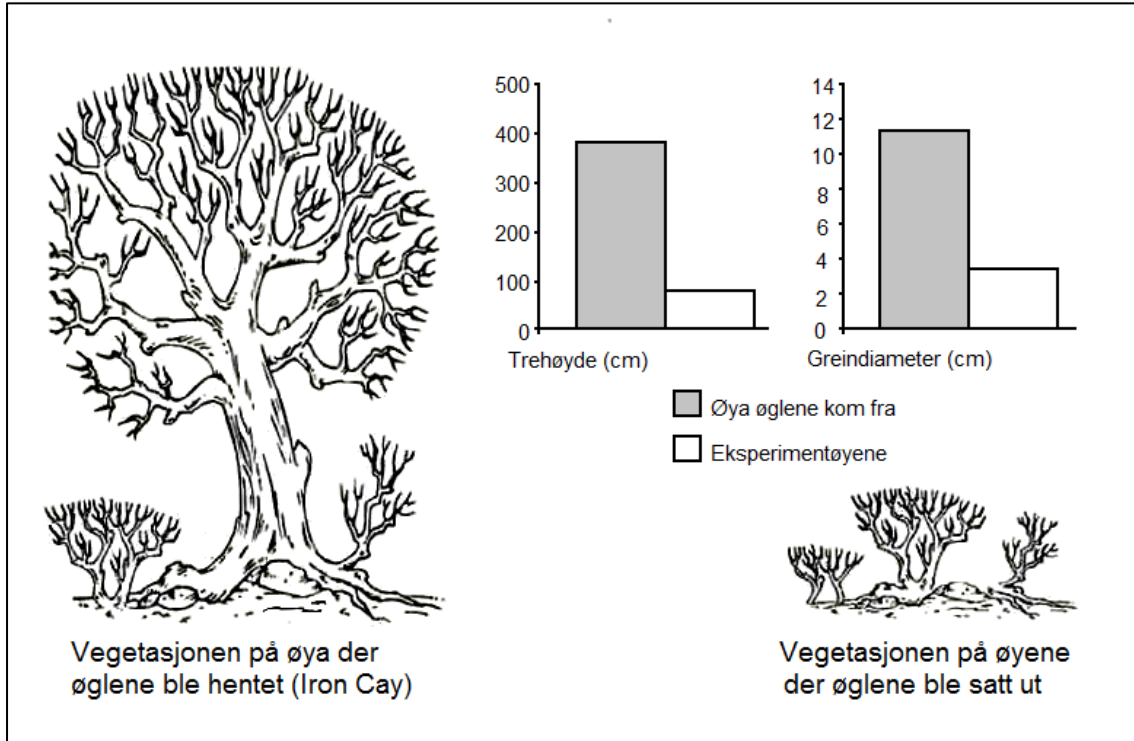 500
400
300
200
100
0
Trehøyde (cm)
14
12
10
8
6
4
2
0
Greindiameter (cm)
Øya øglene kom fra
Eksperimentøyene
Vegetasjonen på øya der
øglene ble hentet (Iron Cay)
Vegetasjonen på øyene
der øglene ble satt ut